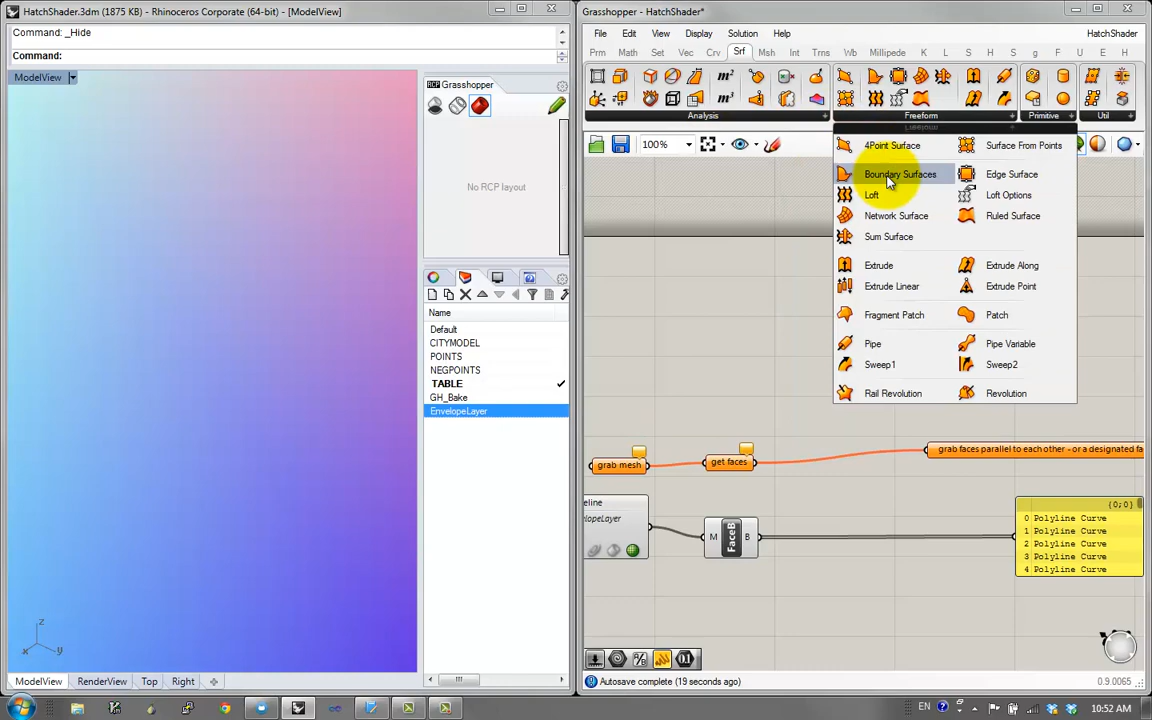 HatchShader.3dm (1875 KB) - Rhinoceros Corporate (64-bit) - [ModelView]
Command: _Hide
Command:
ModelView
Grasshopper
No RCP layout
Name
Default
CITYMODEL
POINTS
NEGPOINTS
TABLE
GH_Bake
EnvelopeLayer
ModelView RenderView Top Right
z
x y
Grasshopper - HatchShader*
File Edit View Display Solution Help HatchShader
Prm Math Set Vec Crv Srf Msh Int Trns Wb Millipede K L S H S g F U E H
m²
m³
Analysis Freeform Primitive Util
100%
4Point Surface Surface From Points
Boundary Surfaces Edge Surface
Loft Loft Options
Network Surface Ruled Surface
Sum Surface
Extrude Extrude Along
Extrude Linear Extrude Point
Fragment Patch Patch
Pipe Pipe Variable
Sweep1 Sweep2
Rail Revolution Revolution
grab mesh get faces grab faces parallel to each other - or a designated fa
eline
velopeLayer
M FaceB B
{0;0}
0 Polyline Curve
1 Polyline Curve
2 Polyline Curve
3 Polyline Curve
4 Polyline Curve
Autosave complete (19 seconds ago) 0.9.0065
EN 10:52 AM